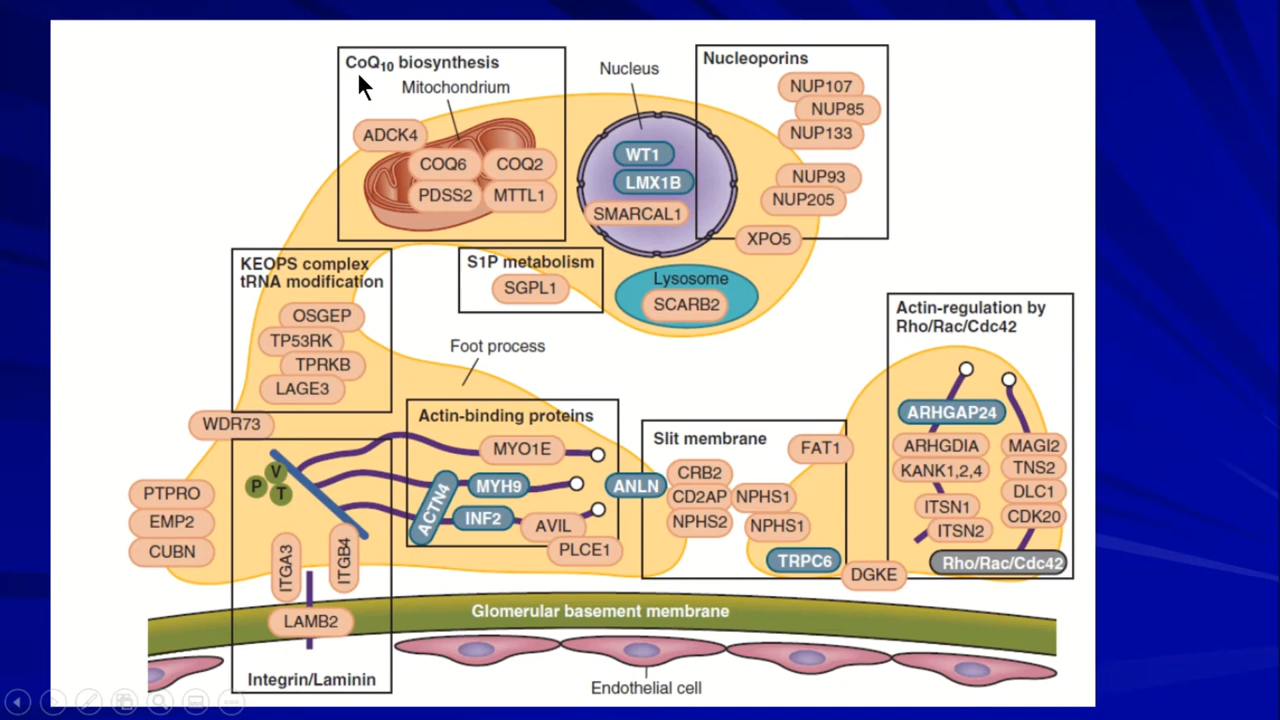 CoQ10 biosynthesis
Mitochondrium
ADCK4
COQ6
COQ2
PDSS2
MTTL1
Nucleus
WT1
LMX1B
SMARCAL1
Nucleoporins
NUP107
NUP85
NUP133
NUP93
NUP205
XPO5
KEOPS complex
tRNA modification
OSGEP
TP53RK
TPRKB
LAGE3
S1P metabolism
SGPL1
Lysosome
SCARB2
Foot process
WDR73
PTPRO
EMP2
CUBN
V
P
T
ITGA3
ITGB4
LAMB2
Integrin/Laminin
Actin-binding proteins
MYO1E
ACTN4
MYH9
INF2
AVIL
PLCE1
ANLN
Slit membrane
FAT1
CRB2
CD2AP
NPHS1
NPHS2
NPHS1
TRPC6
DGKE
Actin-regulation by
Rho/Rac/Cdc42
ARHGAP24
ARHGDIA
MAGI2
KANK1,2,4
TNS2
DLC1
ITSN1
CDK20
ITSN2
Rho/Rac/Cdc42
Glomerular basement membrane
Endothelial cell